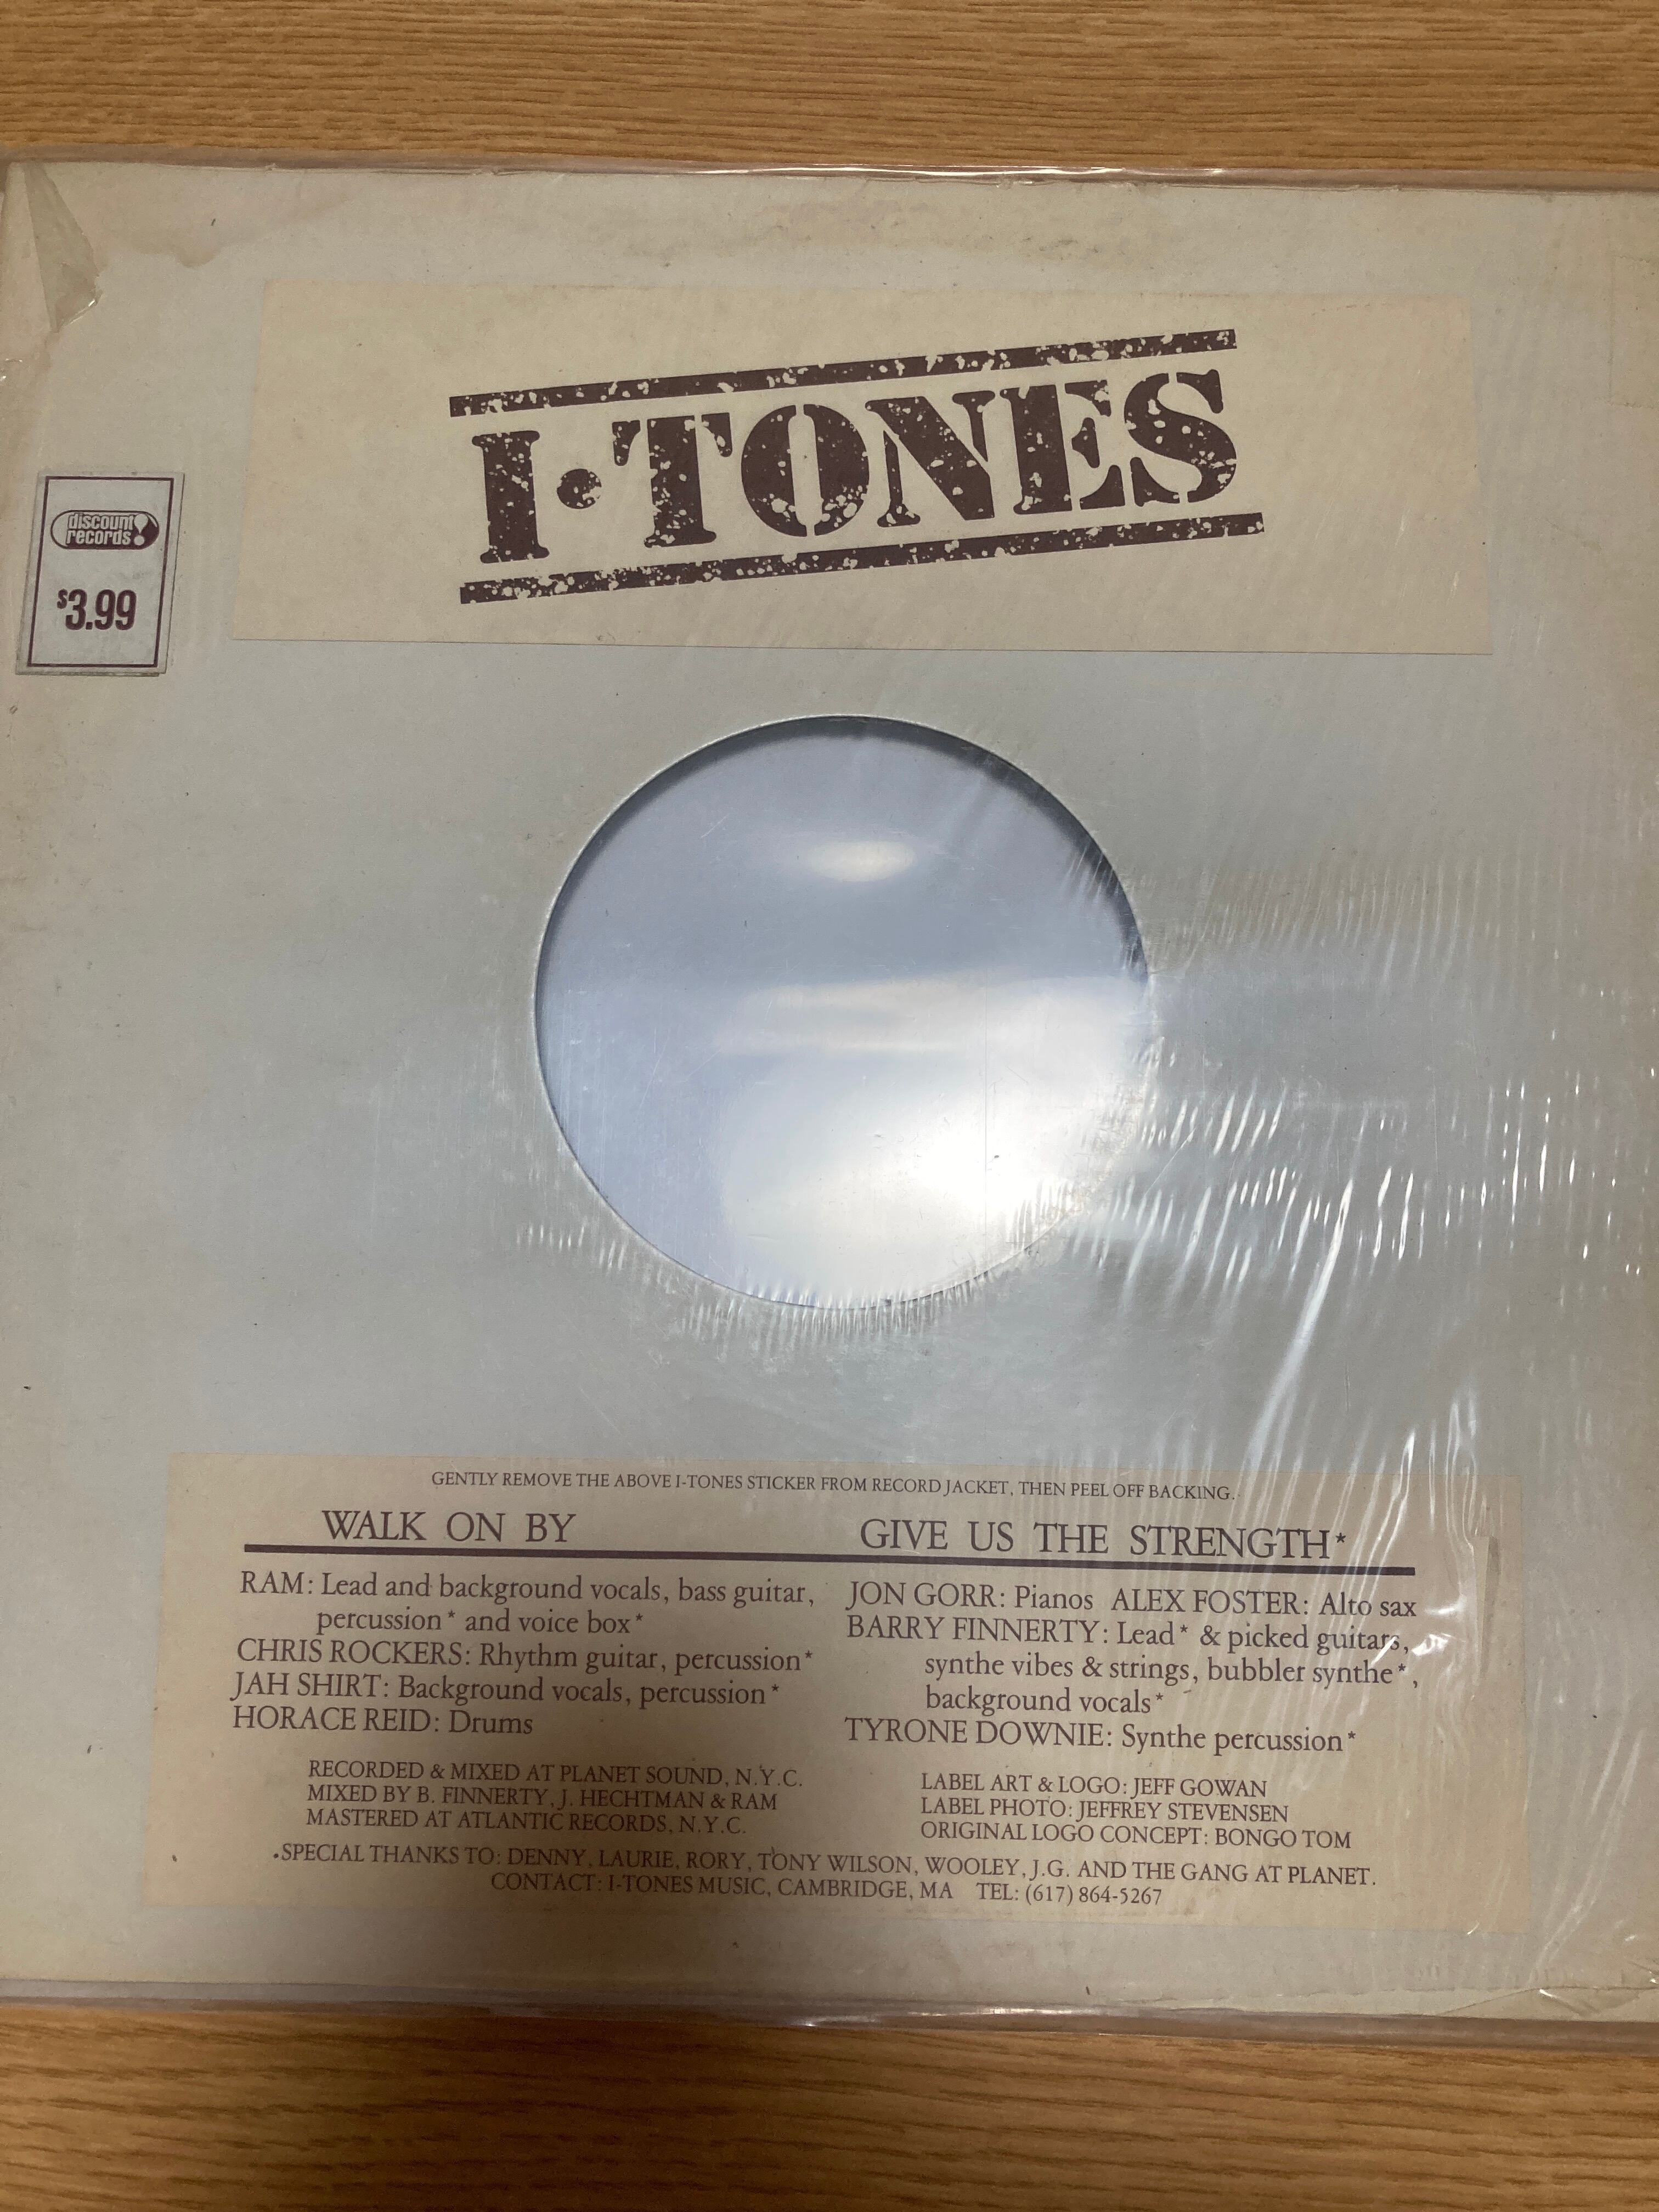 I·TONES
discount records
$3.99
GENTLY REMOVE THE ABOVE I-TONES STICKER FROM RECORD JACKET, THEN PEEL OFF BACKING.
WALK ON BY
RAM: Lead and background vocals, bass guitar,
percussion* and voice box*
CHRIS ROCKERS: Rhythm guitar, percussion*
JAH SHIRT: Background vocals, percussion*
HORACE REID: Drums
GIVE US THE STRENGTH*
JON GORR: Pianos ALEX FOSTER: Alto sax
BARRY FINNERTY: Lead* & picked guitars,
synthe vibes & strings, bubbler synthe*,
background vocals*
TYRONE DOWNIE: Synthe percussion*
RECORDED & MIXED AT PLANET SOUND, N.Y.C.
MIXED BY B. FINNERTY, J. HECHTMAN & RAM
MASTERED AT ATLANTIC RECORDS, N.Y.C.
LABEL ART & LOGO: JEFF GOWAN
LABEL PHOTO: JEFFREY STEVENSEN
ORIGINAL LOGO CONCEPT: BONGO TOM
SPECIAL THANKS TO: DENNY, LAURIE, RORY, TONY WILSON, WOOLEY, J.G. AND THE GANG AT PLANET.
CONTACT: I-TONES MUSIC, CAMBRIDGE, MA TEL: (617) 864-5267